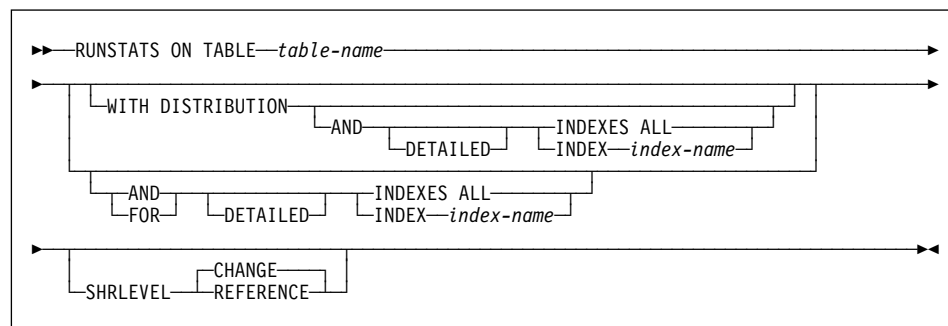 RUNSTATS ON TABLE table-name
WITH DISTRIBUTION
AND DETAILED INDEXES ALL
INDEX index-name
AND
FOR DETAILED INDEXES ALL
INDEX index-name
SHRLEVEL CHANGE
REFERENCE